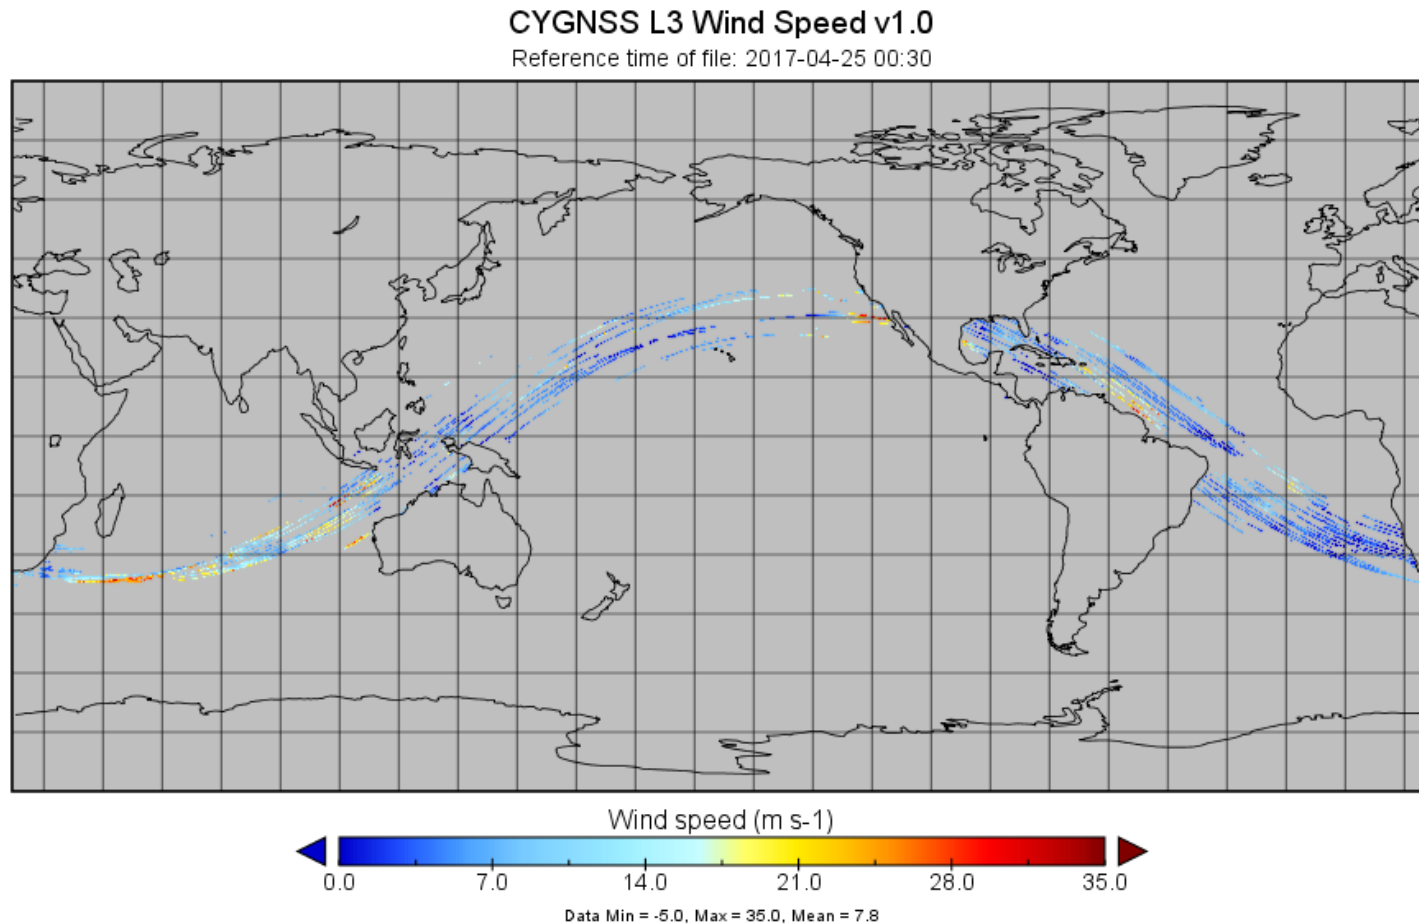 CYGNSS L3 Wind Speed v1.0
Reference time of file: 2017-04-25 00:30
Wind speed (m s-1)
0.0 7.0 14.0 21.0 28.0 35.0
Data Min = -5.0, Max = 35.0, Mean = 7.8